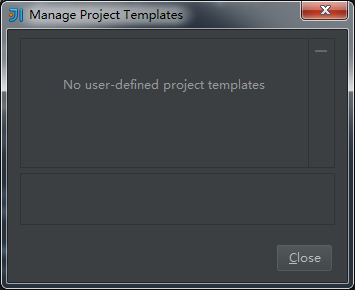 Manage Project Templates
No user-defined project templates
Close